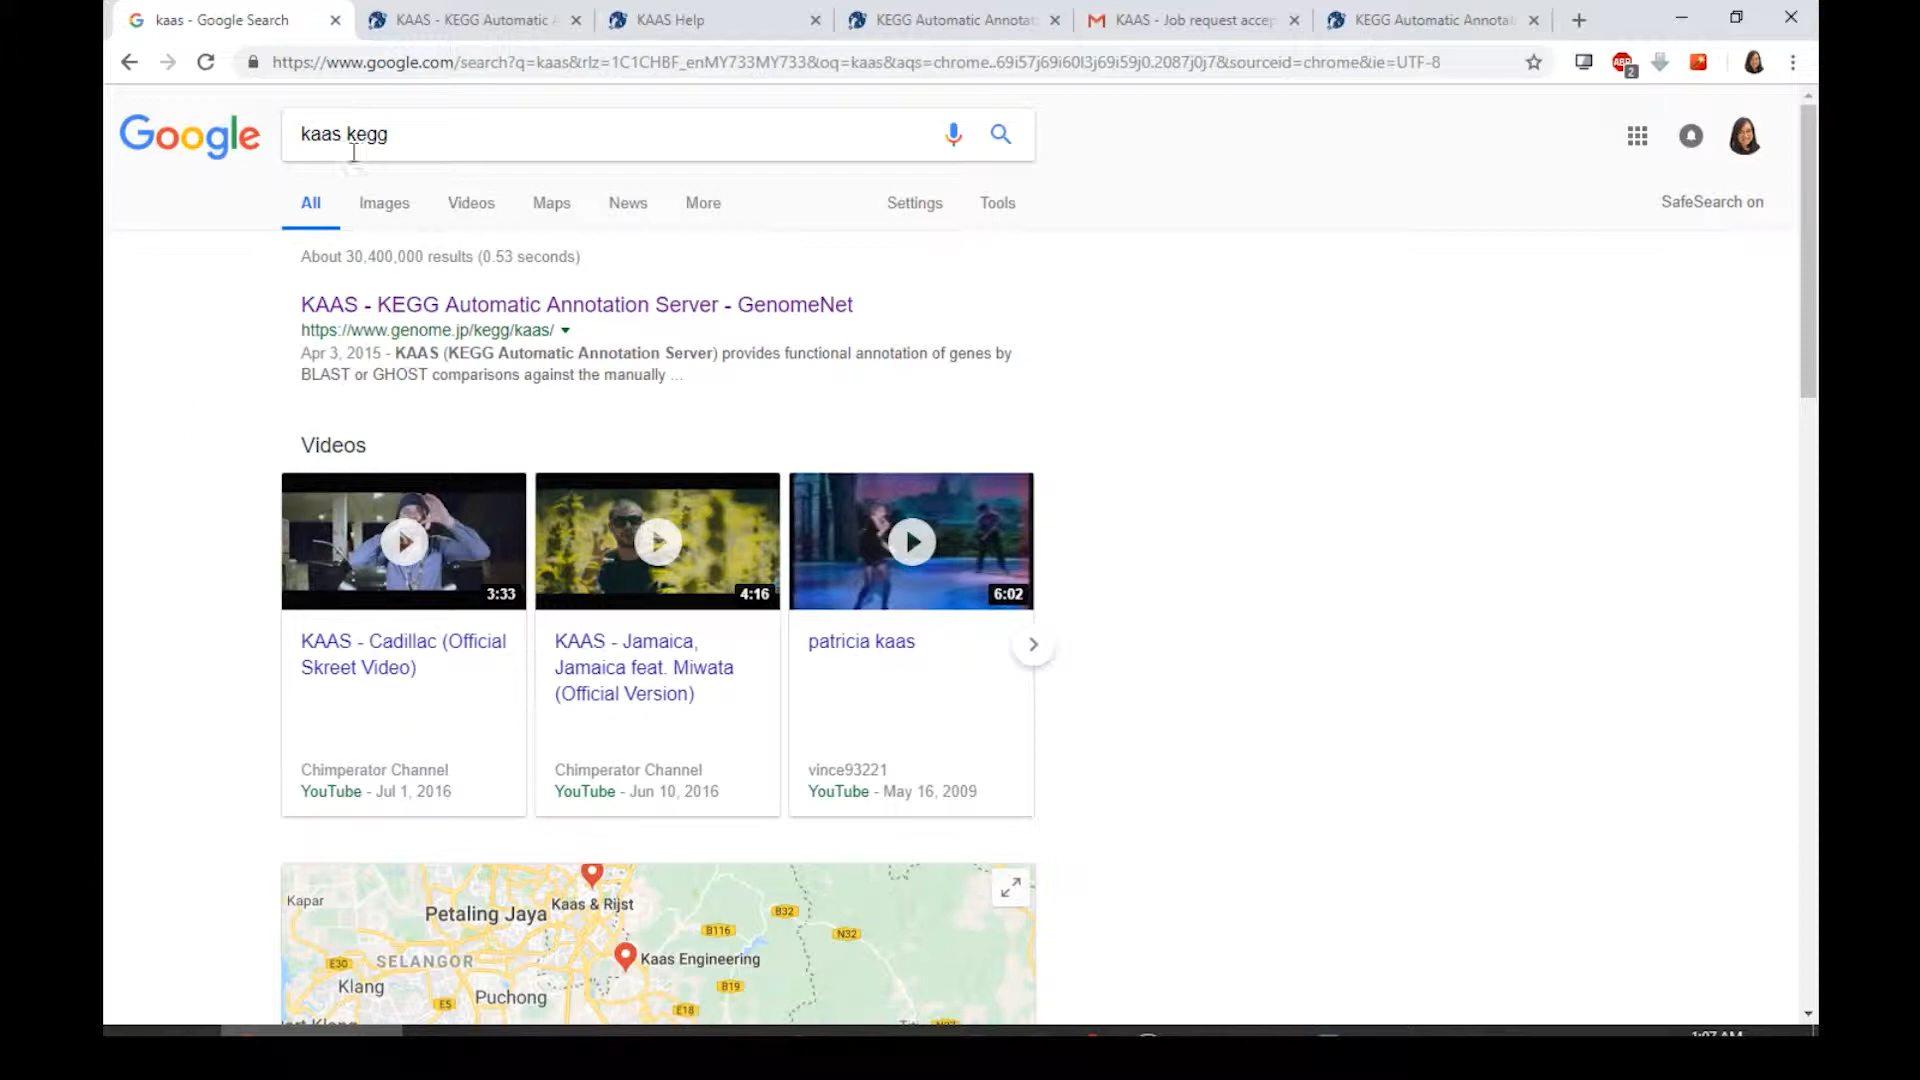 kaas - Google Search
KAAS - KEGG Automatic
KAAS Help
KEGG Automatic Annota
KAAS - Job request accep
KEGG Automatic Annota
https://www.google.com/search?q=kaas&rlz=1C1CHBF_enMY733MY733&oq=kaas&aqs=chrome..69i57j69i60l3j69i59j0.2087j0j7&sourceid=chrome&ie=UTF-8
ABP
2
Google
kaas kegg
All
Images
Videos
Maps
News
More
Settings
Tools
SafeSearch on
About 30,400,000 results (0.53 seconds)
KAAS - KEGG Automatic Annotation Server - GenomeNet
https://www.genome.jp/kegg/kaas/
Apr 3, 2015 - KAAS (KEGG Automatic Annotation Server) provides functional annotation of genes by
BLAST or GHOST comparisons against the manually ...
Videos
3:33
4:16
6:02
KAAS - Cadillac (Official
Skreet Video)
KAAS - Jamaica,
Jamaica feat. Miwata
(Official Version)
patricia kaas
Chimperator Channel
YouTube - Jul 1, 2016
Chimperator Channel
YouTube - Jun 10, 2016
vince93221
YouTube - May 16, 2009
Kapar
Petaling Jaya
Kaas & Rijst
B32
B116
N32
E30
SELANGOR
Kaas Engineering
Klang
B19
E5
Puchong
E18